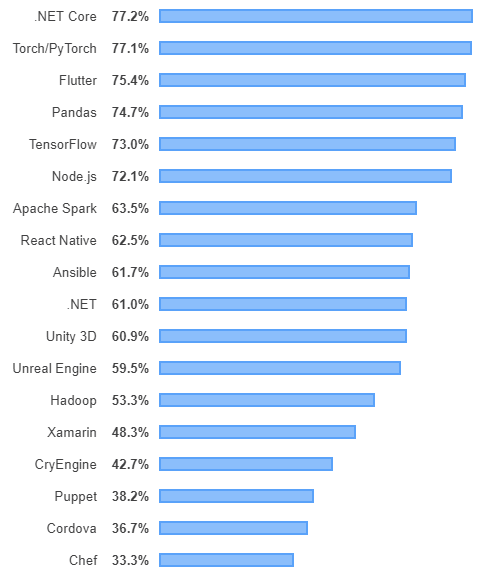 .NET Core 77.2%
Torch/PyTorch 77.1%
Flutter 75.4%
Pandas 74.7%
TensorFlow 73.0%
Node.js 72.1%
Apache Spark 63.5%
React Native 62.5%
Ansible 61.7%
.NET 61.0%
Unity 3D 60.9%
Unreal Engine 59.5%
Hadoop 53.3%
Xamarin 48.3%
CryEngine 42.7%
Puppet 38.2%
Cordova 36.7%
Chef 33.3%